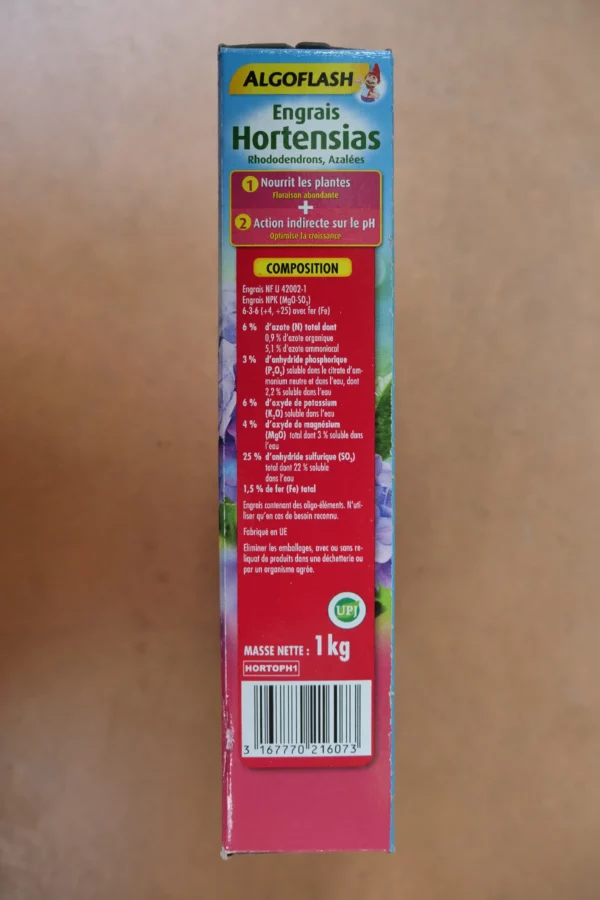 ALGOFLASH
Engrais
Hortensias
Rhododendrons, Azalées
1 Nourrit les plantes
Floraison abondante
+
2 Action indirecte sur le pH
Optimise la croissance
COMPOSITION
Engrais NF U 42002-1
Engrais NPK (MgO-SO₃)
6-3-6 (+4, +25) avec fer (Fe)
6 % d'azote (N) total dont
0,9 % d'azote organique
5,1 % d'azote ammoniacal
3 % d'anhydride phosphorique
(P₂O₅) soluble dans le citrate d'am-
monium neutre et dans l'eau, dont
2,2 % soluble dans l'eau
6 % d'oxyde de potassium
(K₂O) soluble dans l'eau
4 % d'oxyde de magnésium
(MgO) total dont 3 % soluble dans
l'eau
25 % d'anhydride sulfurique (SO₃)
total dont 22 % soluble
dans l'eau
1,5 % de fer (Fe) total
Engrais contenant des oligo-éléments. N'uti-
liser qu'en cas de besoin reconnu.
Fabriqué en UE
Eliminer les emballages, avec ou sans re-
liquat de produits dans une déchetterie ou
par un organisme agrée.
UPJ
MASSE NETTE : 1 kg
HORTOPH1
3 167770 216073